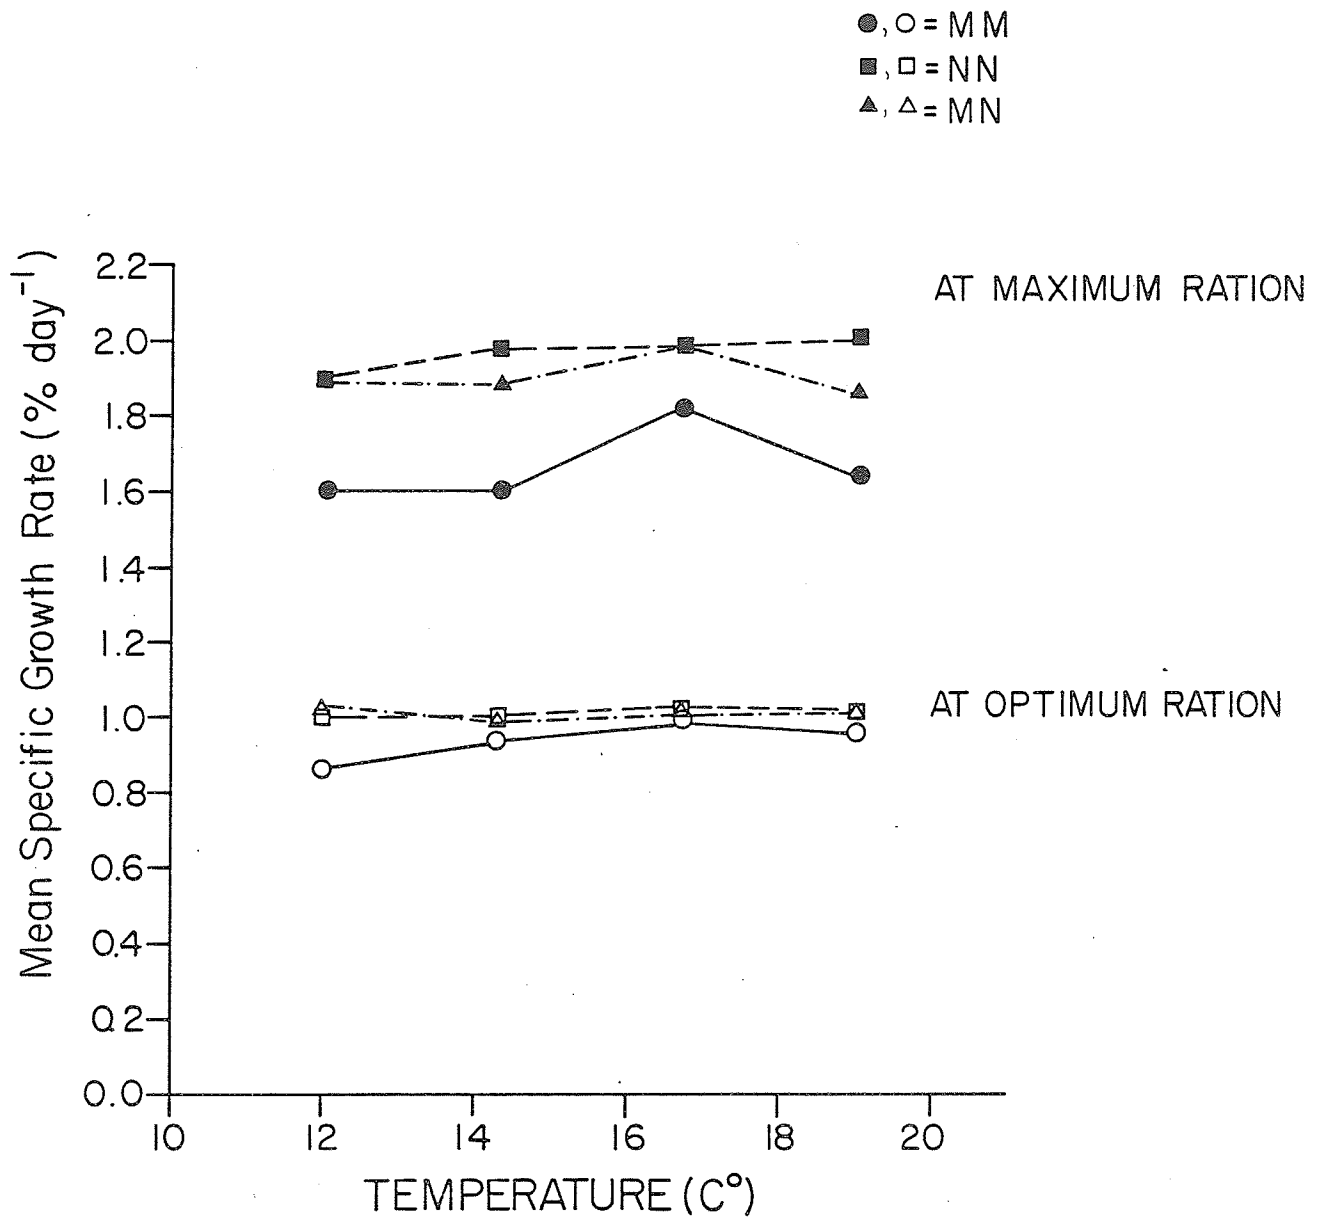 ●,○= MM
■,□= NN
▲,△= MN
AT MAXIMUM RATION
AT OPTIMUM RATION
Mean Specific Growth Rate (% day⁻¹)
2.2
2.0
1.8
1.6
1.4
1.2
1.0
0.8
0.6
0.4
0.2
0.0
10 12 14 16 18 20
TEMPERATURE (C°)